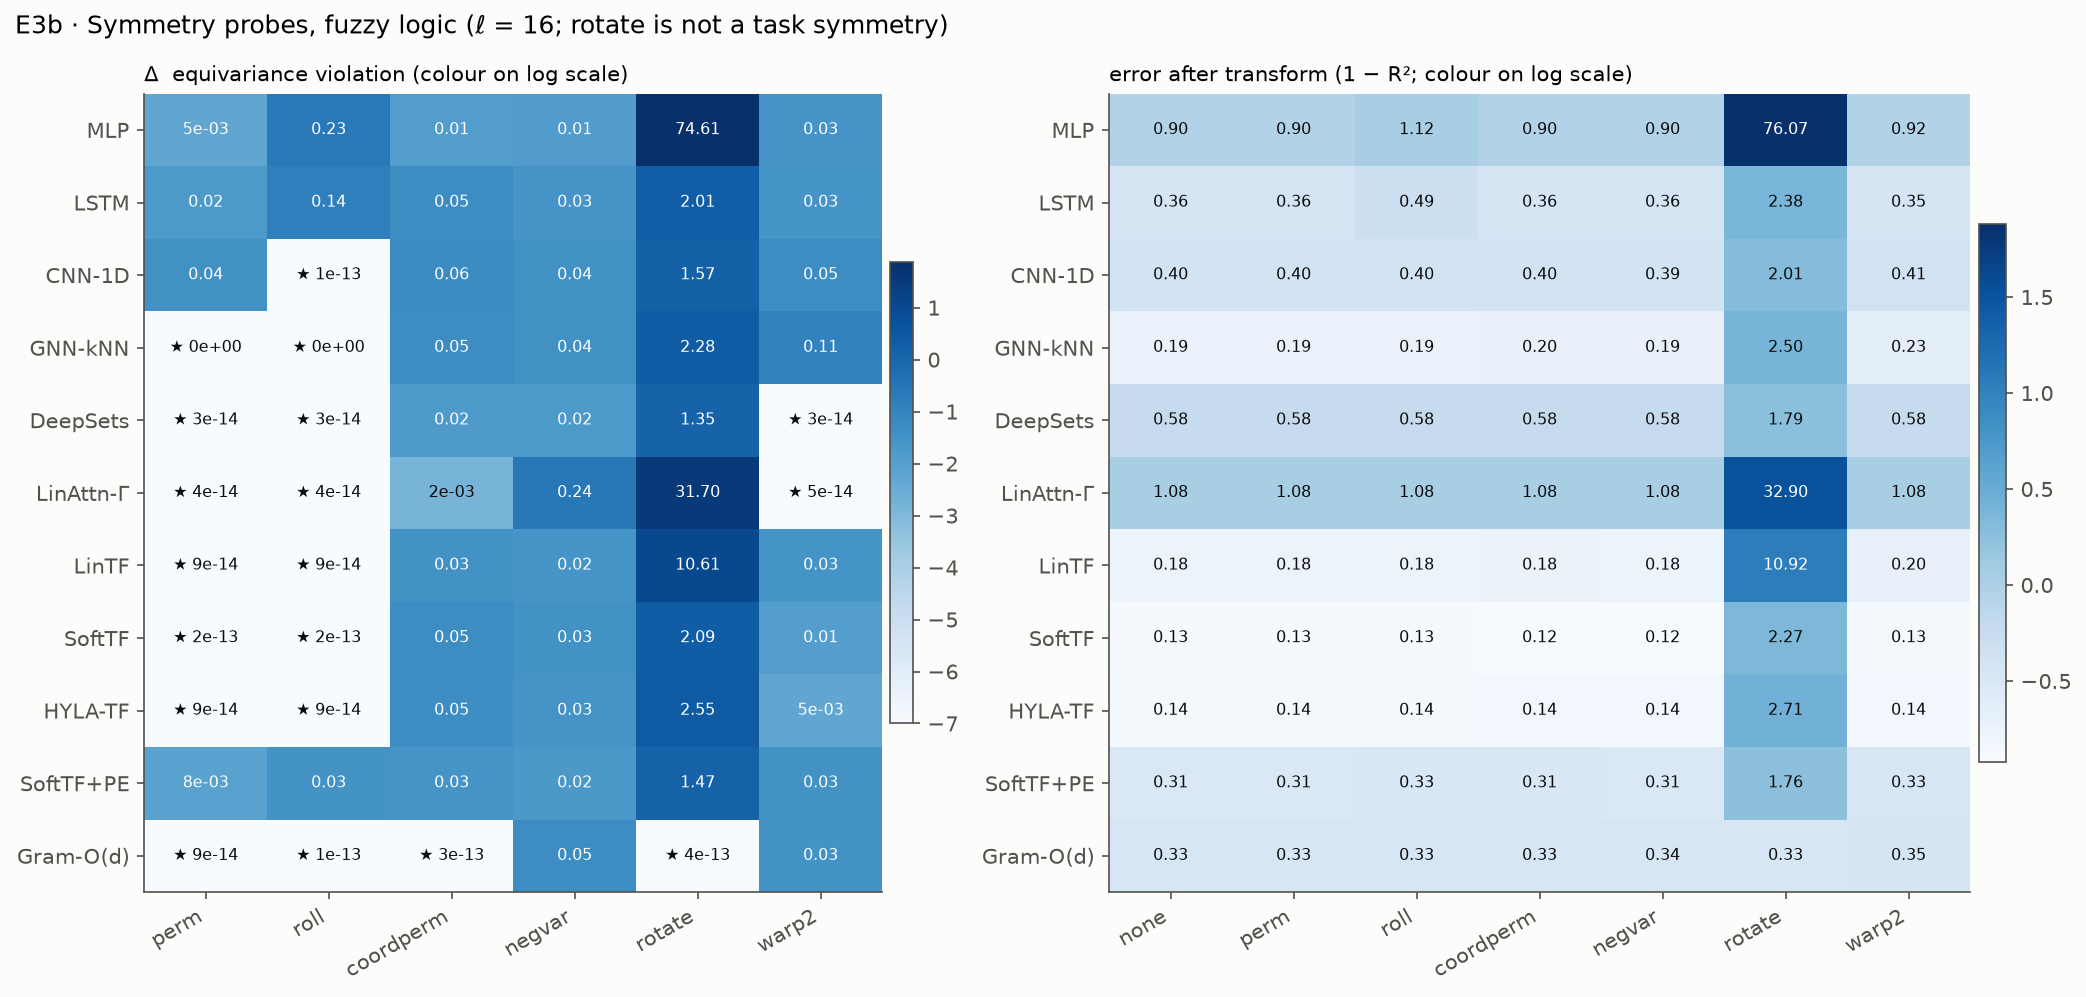 E3b · Symmetry probes, fuzzy logic (ℓ = 16; rotate is not a task symmetry)
Δ equivariance violation (colour on log scale)
MLP 5e-03 0.23 0.01 0.01 74.61 0.03
LSTM 0.02 0.14 0.05 0.03 2.01 0.03
CNN-1D 0.04 ★ 1e-13 0.06 0.04 1.57 0.05
GNN-kNN ★ 0e+00 ★ 0e+00 0.05 0.04 2.28 0.11
DeepSets ★ 3e-14 ★ 3e-14 0.02 0.02 1.35 ★ 3e-14
LinAttn-Γ ★ 4e-14 ★ 4e-14 2e-03 0.24 31.70 ★ 5e-14
LinTF ★ 9e-14 ★ 9e-14 0.03 0.02 10.61 0.03
SoftTF ★ 2e-13 ★ 2e-13 0.05 0.03 2.09 0.01
HYLA-TF ★ 9e-14 ★ 9e-14 0.05 0.03 2.55 5e-03
SoftTF+PE 8e-03 0.03 0.03 0.02 1.47 0.03
Gram-O(d) ★ 9e-14 ★ 1e-13 ★ 3e-13 0.05 ★ 4e-13 0.03
perm roll coordperm negvar rotate warp2
1
0
−1
−2
−3
−4
−5
−6
−7
error after transform (1 − R²; colour on log scale)
MLP 0.90 0.90 1.12 0.90 0.90 76.07 0.92
LSTM 0.36 0.36 0.49 0.36 0.36 2.38 0.35
CNN-1D 0.40 0.40 0.40 0.40 0.39 2.01 0.41
GNN-kNN 0.19 0.19 0.19 0.20 0.19 2.50 0.23
DeepSets 0.58 0.58 0.58 0.58 0.58 1.79 0.58
LinAttn-Γ 1.08 1.08 1.08 1.08 1.08 32.90 1.08
LinTF 0.18 0.18 0.18 0.18 0.18 10.92 0.20
SoftTF 0.13 0.13 0.13 0.12 0.12 2.27 0.13
HYLA-TF 0.14 0.14 0.14 0.14 0.14 2.71 0.14
SoftTF+PE 0.31 0.31 0.33 0.31 0.31 1.76 0.33
Gram-O(d) 0.33 0.33 0.33 0.33 0.34 0.33 0.35
none perm roll coordperm negvar rotate warp2
1.5
1.0
0.5
0.0
−0.5